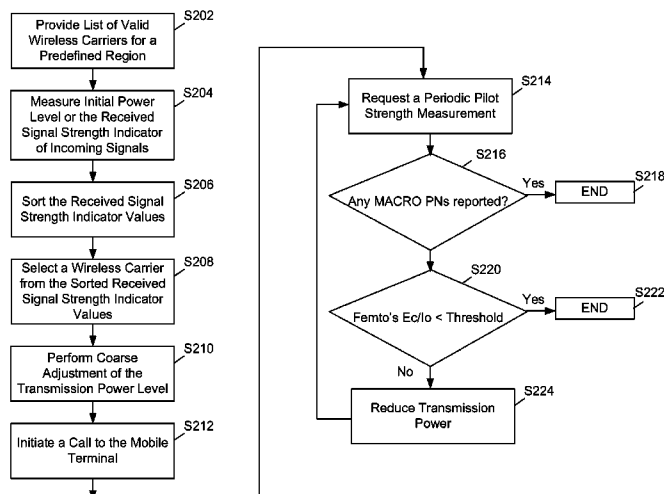 S202
Provide List of Valid
Wireless Carriers for a
Predefined Region
S204
Measure Initial Power
Level or the Received
Signal Strength Indicator
of Incoming Signals
S206
Sort the Received Signal
Strength Indicator Values
S208
Select a Wireless Carrier
from the Sorted Received
Signal Strength Indicator
Values
S210
Perform Coarse
Adjustment of the
Transmission Power Level
S212
Initiate a Call to the Mobile
Terminal
S214
Request a Periodic Pilot
Strength Measurement
S216
Any MACRO PNs reported?
Yes
S218
END
S220
Femto's Ec/Io < Threshold
Yes
S222
END
No
S224
Reduce Transmission
Power